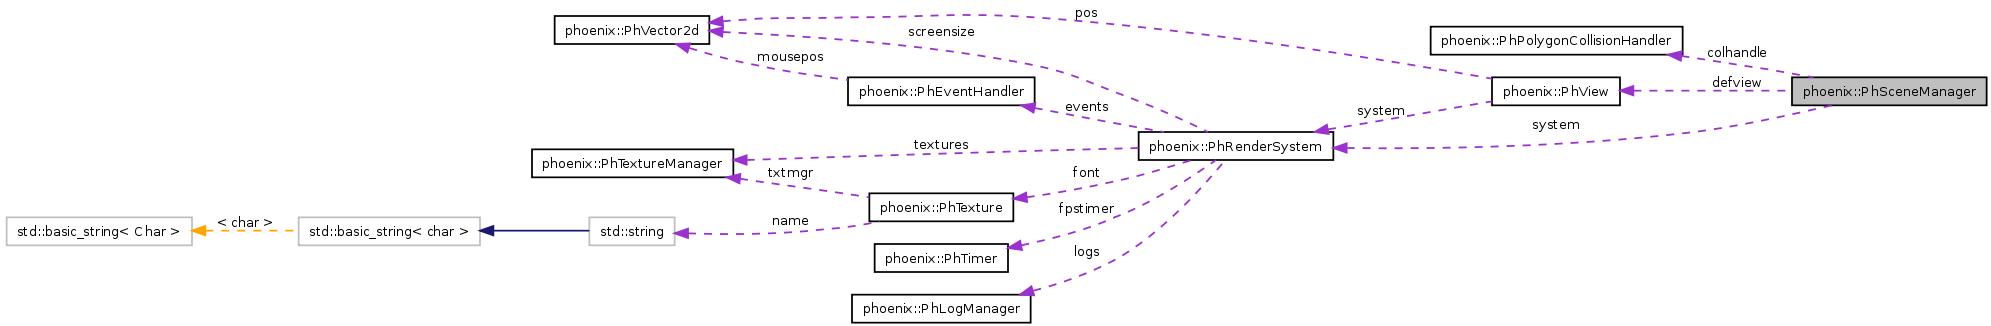 pos
phoenix::PhVector2d
screensize
phoenix::PhPolygonCollisionHandler
colhandle
mousepos
defview
phoenix::PhEventHandler
phoenix::PhView
phoenix::PhSceneManager
events
system
system
textures
phoenix::PhRenderSystem
phoenix::PhTextureManager
txtmgr
font
phoenix::PhTexture
fpstimer
name
< char >
std::basic_string< Char >
std::basic_string< char >
std::string
logs
phoenix::PhTimer
phoenix::PhLogManager